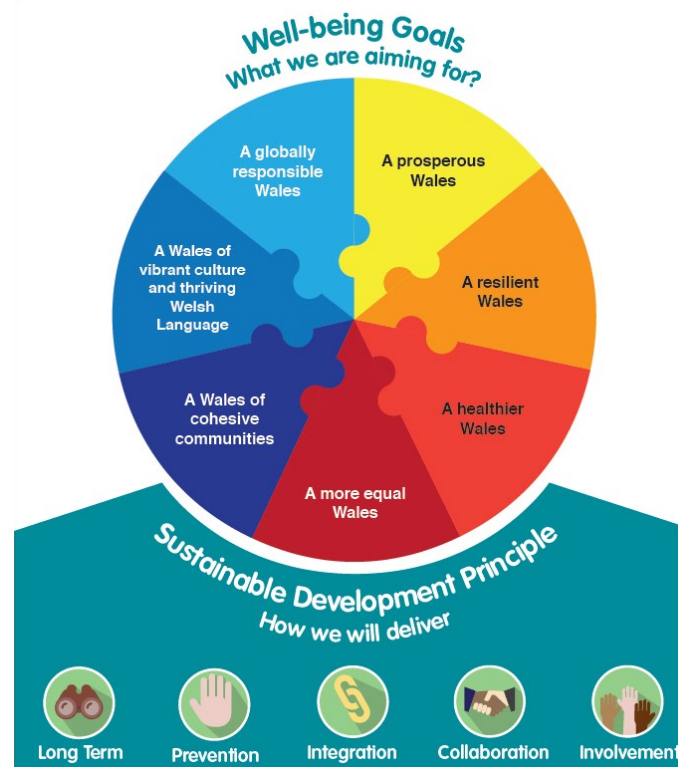 Well-being Goals
What we are aiming for?
A globally
responsible
Wales
A prosperous
Wales
A Wales of
vibrant culture
and thriving
Welsh
Language
A resilient
Wales
A Wales of
cohesive
communities
A healthier
Wales
A more equal
Wales
Sustainable Development Principle
How we will deliver
Long Term
Prevention
Integration
Collaboration
Involvement